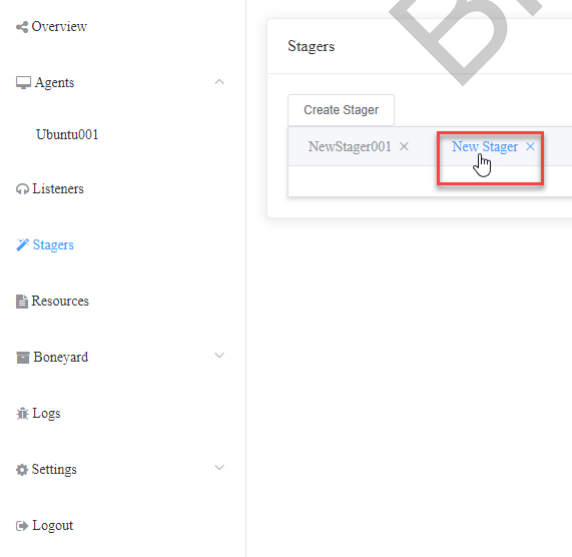 Overview
Agents
Ubuntu001
Listeners
Stagers
Resources
Boneyard
Logs
Settings
Logout
Stagers
Create Stager
NewStager001 ×
New Stager ×